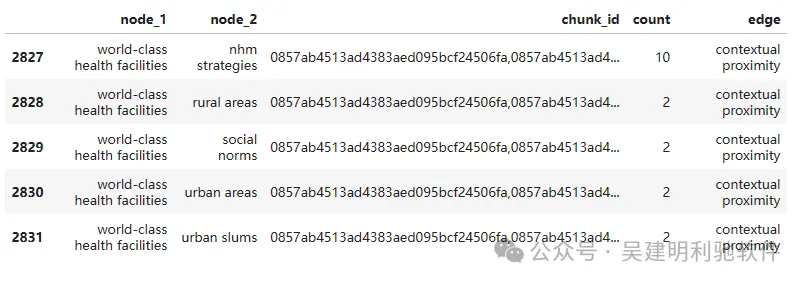 node_1 node_2 chunk_id count edge
2827 world-class health facilities nhm strategies 0857ab4513ad4383aed095bcf24506fa,0857ab4513ad4... 10 contextual proximity
2828 world-class health facilities rural areas 0857ab4513ad4383aed095bcf24506fa,0857ab4513ad4... 2 contextual proximity
2829 world-class health facilities social norms 0857ab4513ad4383aed095bcf24506fa,0857ab4513ad4... 2 contextual proximity
2830 world-class health facilities urban areas 0857ab4513ad4383aed095bcf24506fa,0857ab4513ad4... 2 contextual proximity
2831 world-class health facilities urban slums 0857ab4513ad4383aed095bcf24506fa,0857ab4513ad4... 2 contextual proximity
公众号 · 吴建明利驰软件